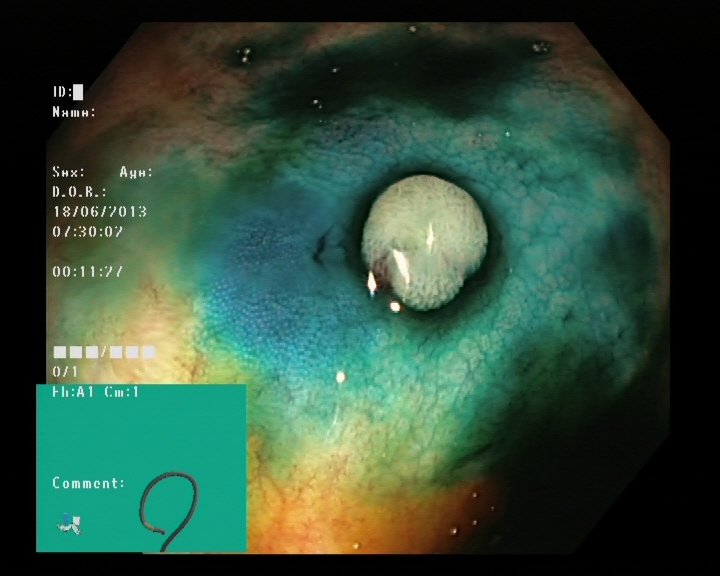 ID:
Name:
Sex: Age:
D.O.B.:
18/06/2013
07:30:02
00:11:27
/
0/1
Eh:A1 Cm:1
Comment: